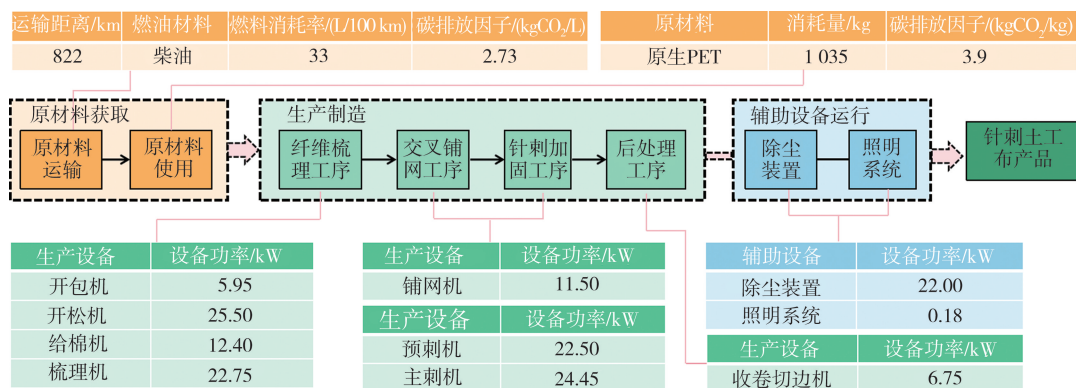 运输距离/km 燃油材料 燃料消耗率/(L/100 km) 碳排放因子/(kgCO₂/L)
822 柴油 33 2.73
原材料 消耗量/kg 碳排放因子/(kgCO₂/kg)
原生PET 1 035 3.9
原材料获取
原材料
运输
原材料
使用
生产制造
纤维梳
理工序
交叉铺
网工序
针刺加
固工序
后处理
工序
辅助设备运行
除尘
装置
照明
系统
针刺土工
布产品
生产设备 设备功率/kW
开包机 5.95
开松机 25.50
给棉机 12.40
梳理机 22.75
生产设备 设备功率/kW
铺网机 11.50
生产设备 设备功率/kW
预刺机 22.50
主刺机 24.45
辅助设备 设备功率/kW
除尘装置 22.00
照明系统 0.18
生产设备 设备功率/kW
收卷切边机 6.75